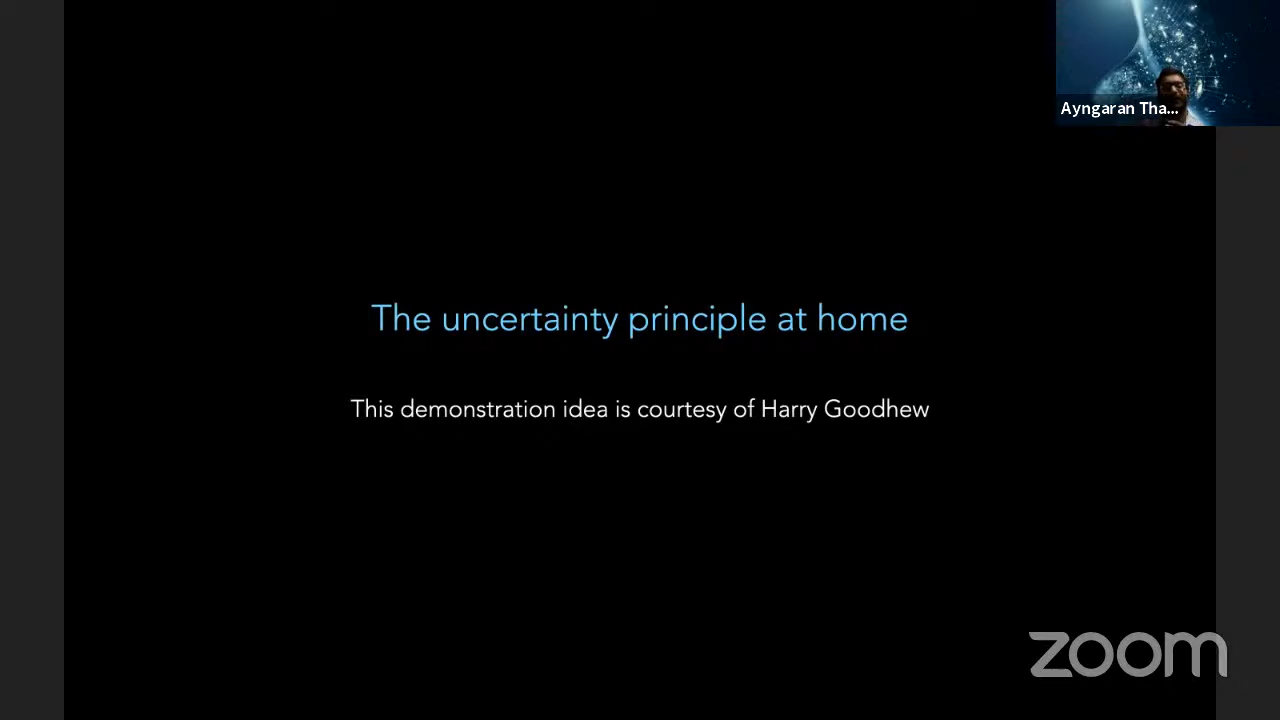 Ayngaran Tha...
The uncertainty principle at home
This demonstration idea is courtesy of Harry Goodhew
zoom